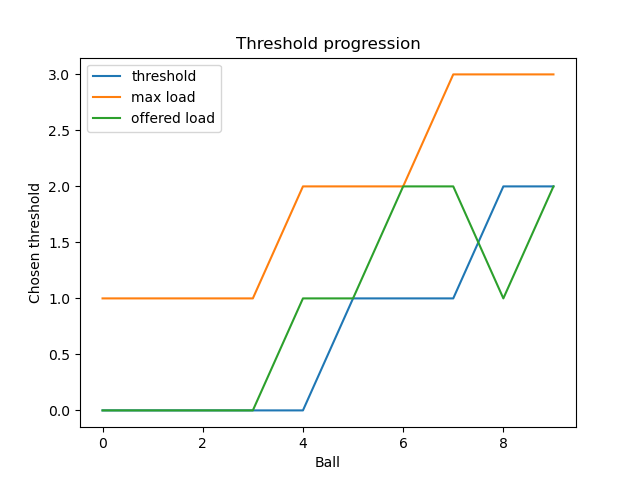 Threshold progression
threshold
max load
offered load
Chosen threshold
3.0
2.5
2.0
1.5
1.0
0.5
0.0
0 2 4 6 8
Ball